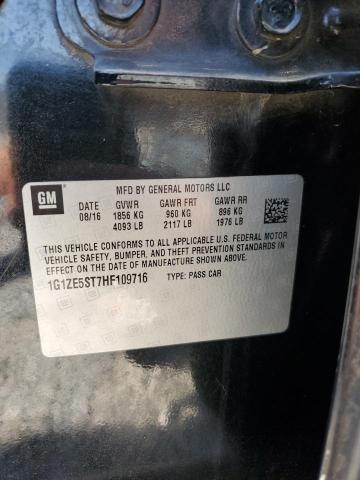 GM
MFD BY GENERAL MOTORS LLC
DATE GVWR GAWR FRT GAWR RR
08/16 1856 KG 960 KG 896 KG
4093 LB 2117 LB 1976 LB
THIS VEHICLE CONFORMS TO ALL APPLICABLE U.S. FEDERAL MOTOR
VEHICLE SAFETY, BUMPER, AND THEFT PREVENTION STANDARDS IN
EFFECT ON THE DATE OF MANUFACTURE SHOWN ABOVE.
1G1ZE5ST7HF109716 TYPE: PASS CAR